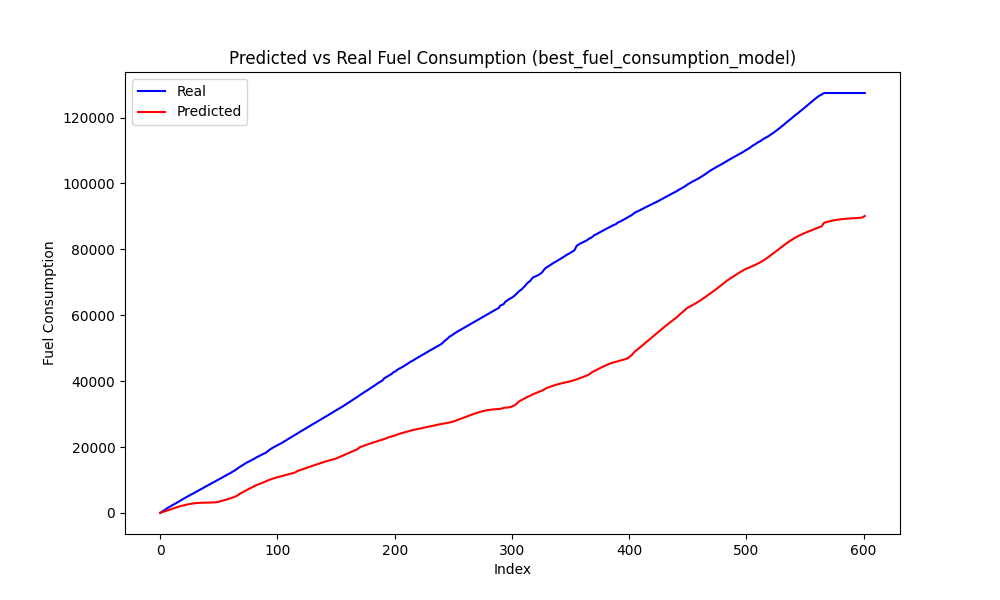 Predicted vs Real Fuel Consumption (best_fuel_consumption_model)
Real
Predicted
120000
100000
80000
60000
40000
20000
0
Fuel Consumption
0 100 200 300 400 500 600
Index